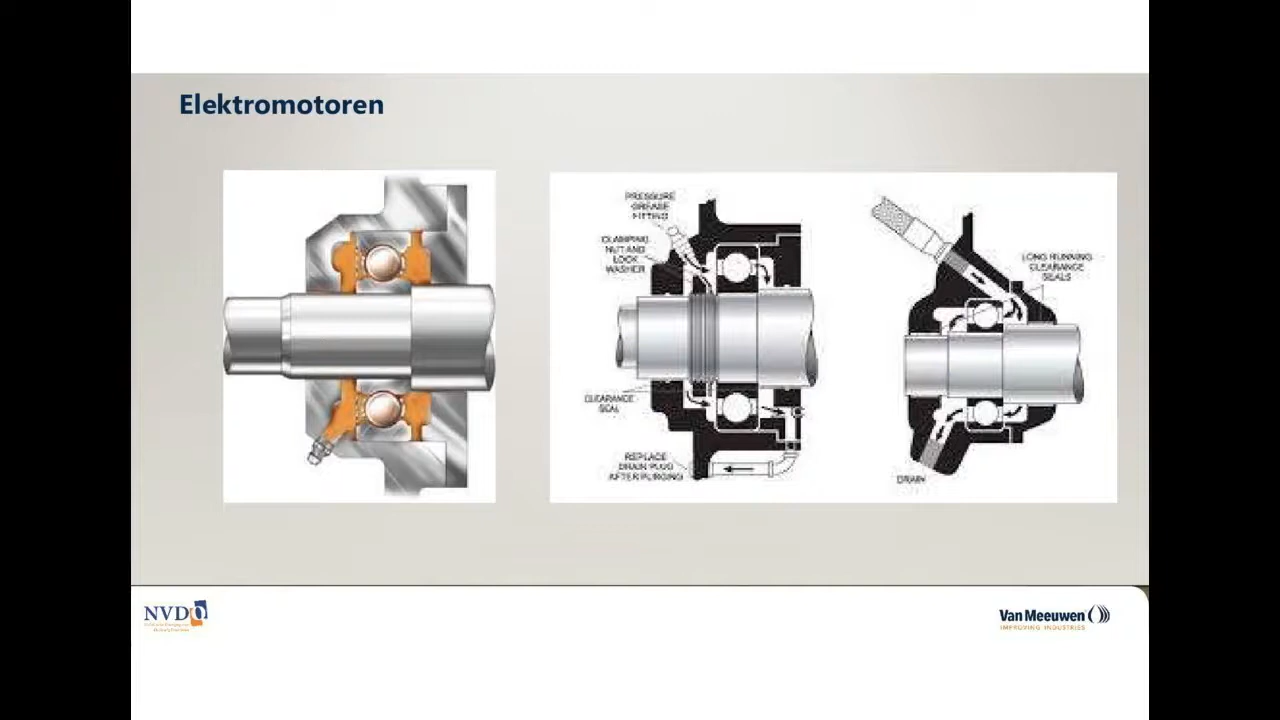 Elektromotoren
PRESSURE
GREASE
FITTING
CLAMPING
NUT AND
LOCK
WASHER
CLEARANCE
SEAL
REPLACE
DRAIN PLUG
AFTER PURGING
LONG RUNNING
CLEARANCE
SEALS
DRAIN
NVDO
Van Meeuwen
IMPROVING INDUSTRIES